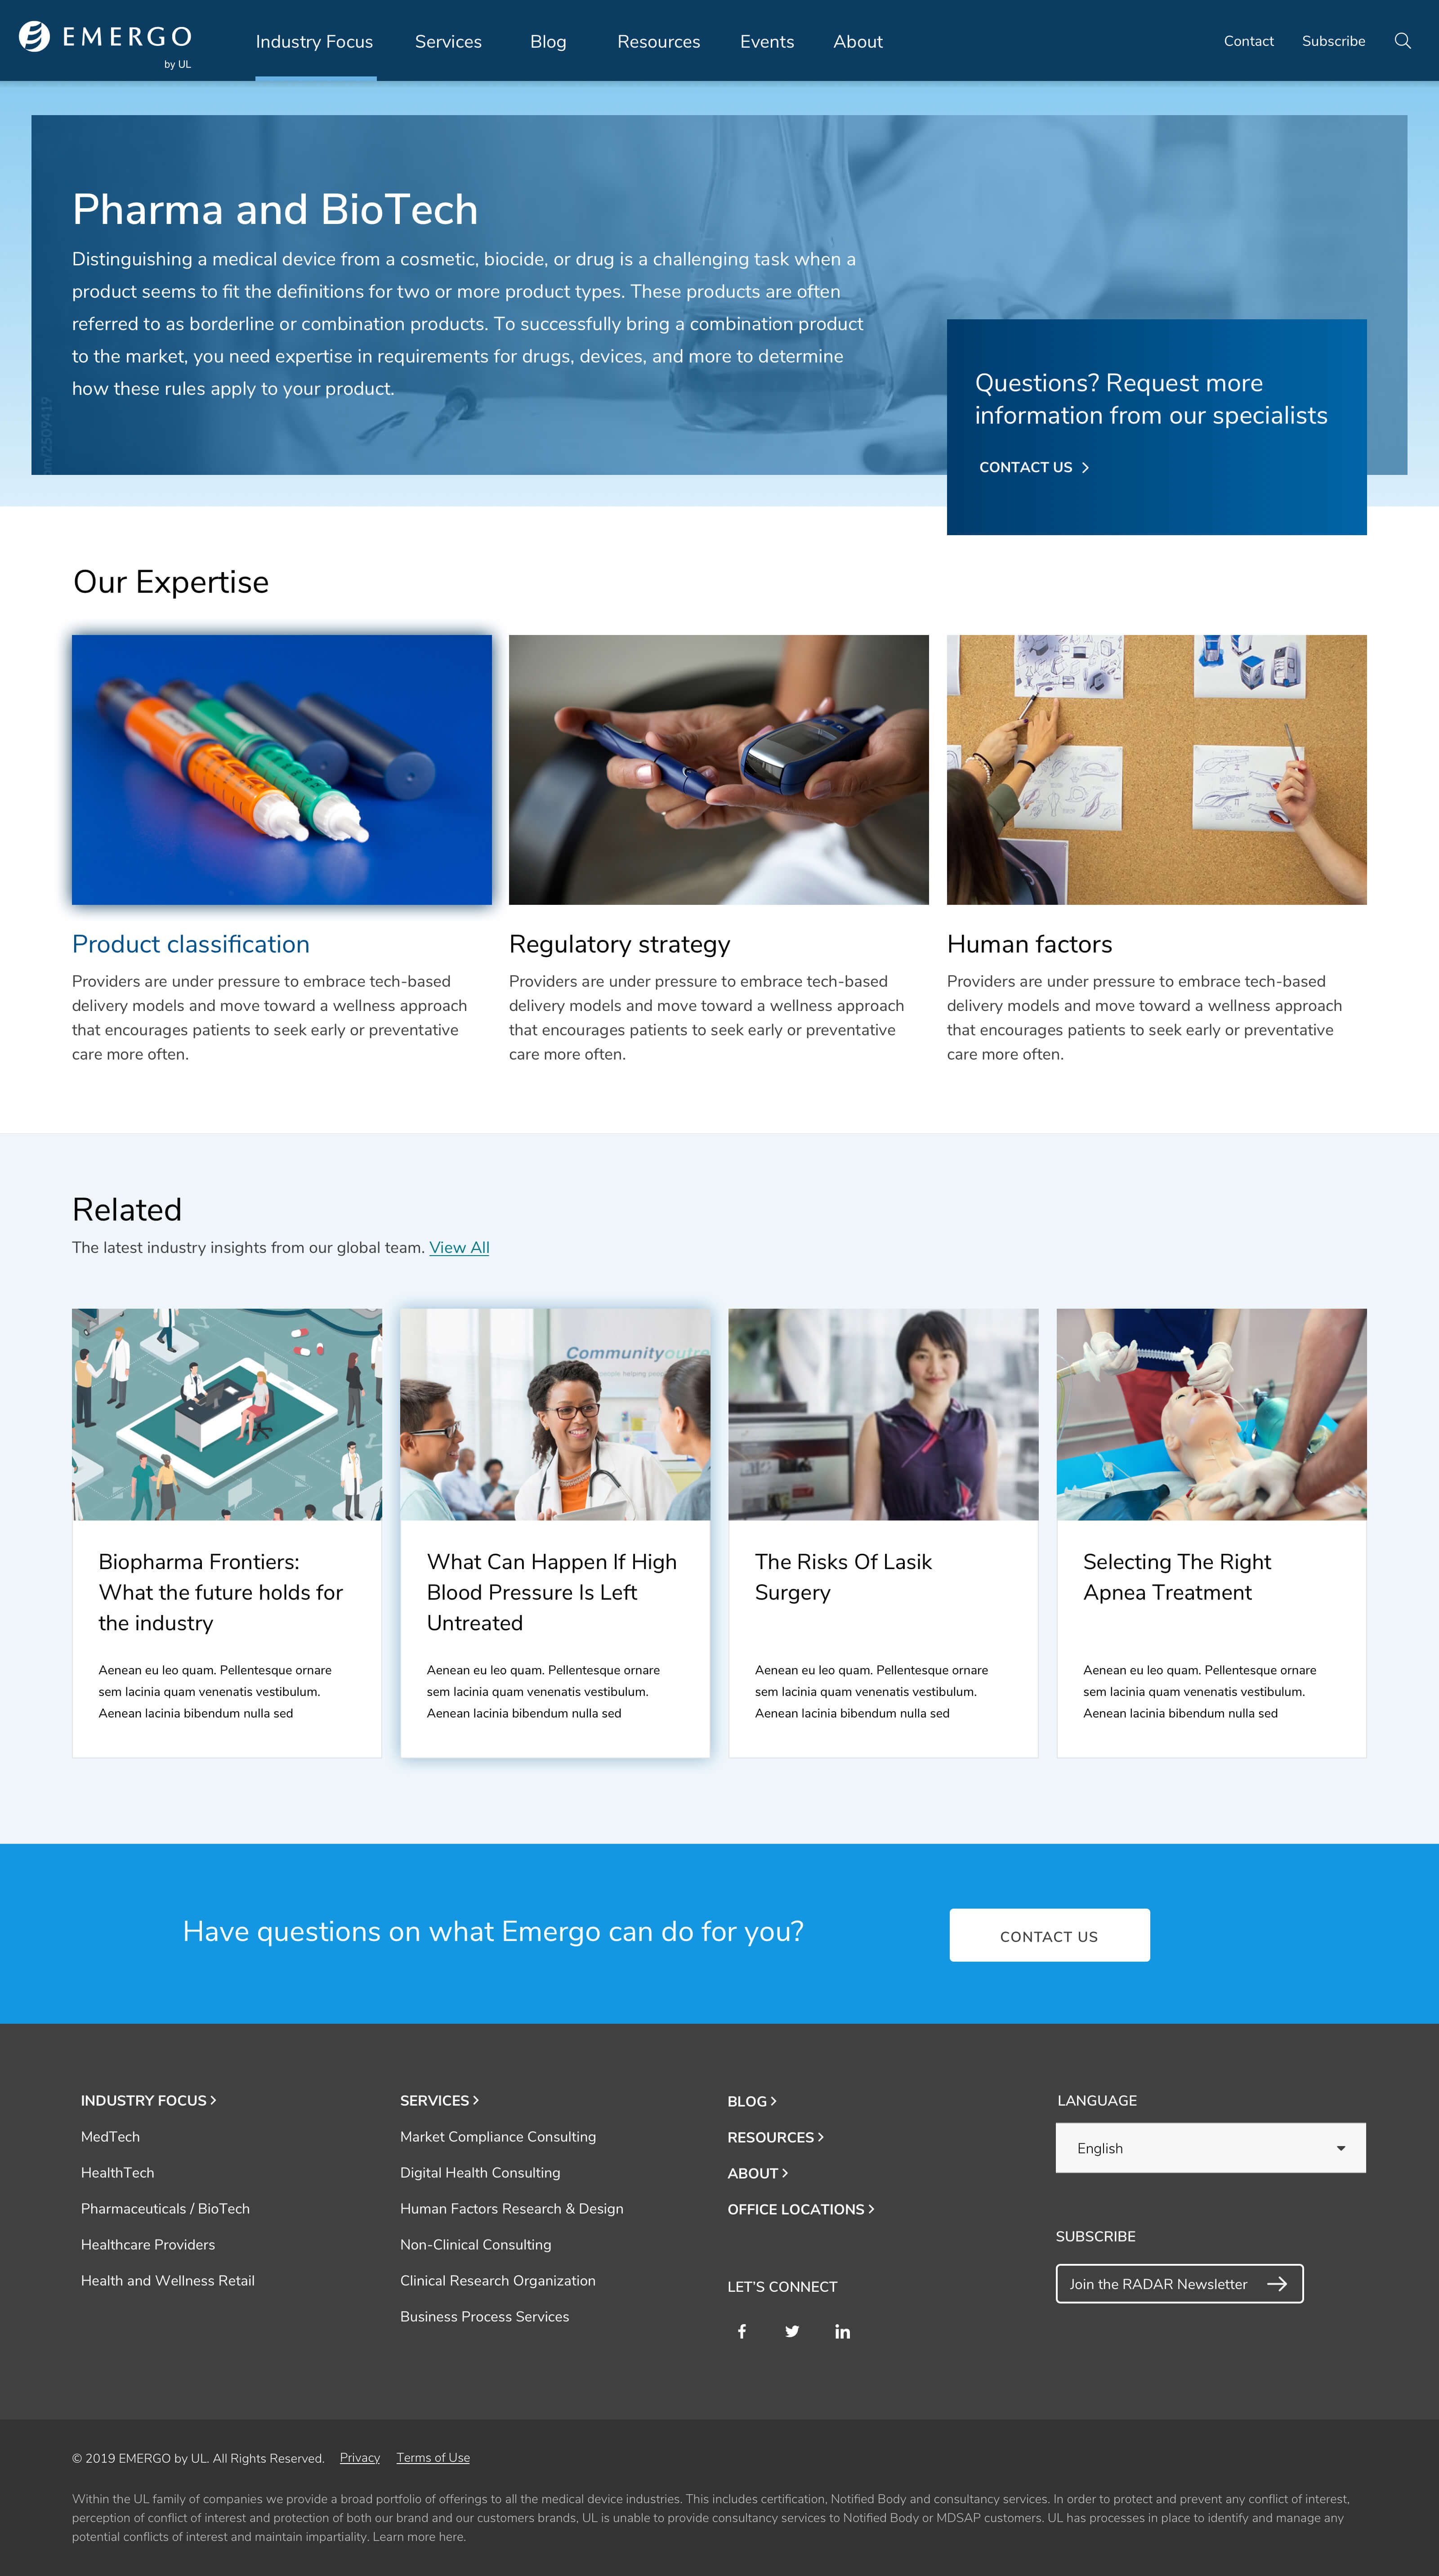 EMERGO
by UL
Industry Focus
Services
Blog
Resources
Events
About
Contact
Subscribe
Pharma and BioTech
Distinguishing a medical device from a cosmetic, biocide, or drug is a challenging task when a
product seems to fit the definitions for two or more product types. These products are often
referred to as borderline or combination products. To successfully bring a combination product
to the market, you need expertise in requirements for drugs, devices, and more to determine
how these rules apply to your product.
Questions? Request more
information from our specialists
CONTACT US
Our Expertise
Product classification
Providers are under pressure to embrace tech-based
delivery models and move toward a wellness approach
that encourages patients to seek early or preventative
care more often.
Regulatory strategy
Providers are under pressure to embrace tech-based
delivery models and move toward a wellness approach
that encourages patients to seek early or preventative
care more often.
Human factors
Providers are under pressure to embrace tech-based
delivery models and move toward a wellness approach
that encourages patients to seek early or preventative
care more often.
Related
The latest industry insights from our global team. View All
Biopharma Frontiers:
What the future holds for
the industry
Aenean eu leo quam. Pellentesque ornare
sem lacinia quam venenatis vestibulum.
Aenean lacinia bibendum nulla sed
Communityoutre
What Can Happen If High
Blood Pressure Is Left
Untreated
Aenean eu leo quam. Pellentesque ornare
sem lacinia quam venenatis vestibulum.
Aenean lacinia bibendum nulla sed
The Risks Of Lasik
Surgery
Aenean eu leo quam. Pellentesque ornare
sem lacinia quam venenatis vestibulum.
Aenean lacinia bibendum nulla sed
Selecting The Right
Apnea Treatment
Aenean eu leo quam. Pellentesque ornare
sem lacinia quam venenatis vestibulum.
Aenean lacinia bibendum nulla sed
Have questions on what Emergo can do for you?
CONTACT US
INDUSTRY FOCUS
MedTech
HealthTech
Pharmaceuticals / BioTech
Healthcare Providers
Health and Wellness Retail
SERVICES
Market Compliance Consulting
Digital Health Consulting
Human Factors Research & Design
Non-Clinical Consulting
Clinical Research Organization
Business Process Services
BLOG
RESOURCES
ABOUT
OFFICE LOCATIONS
LET'S CONNECT
LANGUAGE
English
SUBSCRIBE
Join the RADAR Newsletter
© 2019 EMERGO by UL. All Rights Reserved. Privacy Terms of Use
Within the UL family of companies we provide a broad portfolio of offerings to all the medical device industries. This includes certification, Notified Body and consultancy services. In order to protect and prevent any conflict of interest,
perception of conflict of interest and protection of both our brand and our customers brands, UL is unable to provide consultancy services to Notified Body or MDSAP customers. UL has processes in place to identify and manage any
potential conflicts of interest and maintain impartiality. Learn more here.